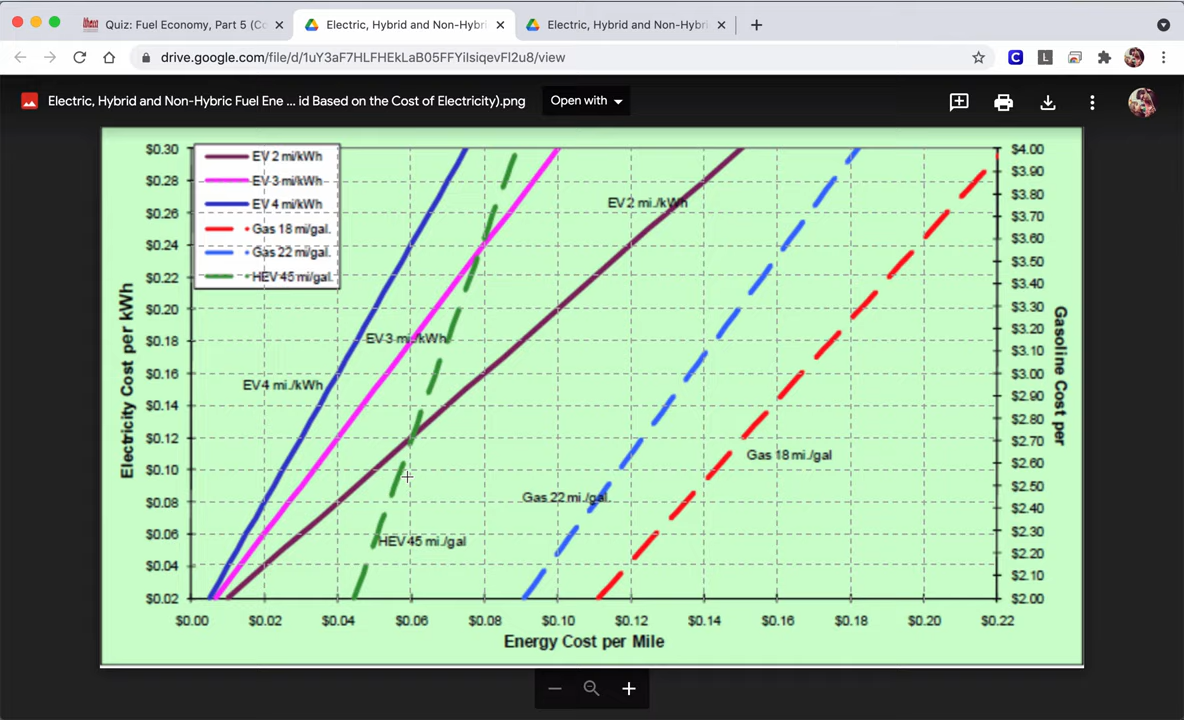 Quiz: Fuel Economy, Part 5 (Co
Electric, Hybrid and Non-Hybri
Electric, Hybrid and Non-Hybri
drive.google.com/file/d/1uY3aF7HLFHEkLaB05FFYiIsiqevFl2u8/view
C
L
Electric, Hybrid and Non-Hybric Fuel Ene ... id Based on the Cost of Electricity).png
Open with
EV 2 mi/kWh
EV 3 mi/kWh
EV 4 mi/kWh
Gas 18 mi/gal.
Gas 22 mi/gal.
HEV 45 mi/gal.
Electricity Cost per kWh
$0.30
$0.28
$0.26
$0.24
$0.22
$0.20
$0.18
$0.16
$0.14
$0.12
$0.10
$0.08
$0.06
$0.04
$0.02
EV 2 mi./kWh
EV 3 mi./kWh
EV 4 mi./kWh
Gas 18 mi./gal
Gas 22 mi./gal.
HEV 45 mi./gal
$4.00
$3.90
$3.80
$3.70
$3.60
$3.50
$3.40
$3.30
$3.20
$3.10
$3.00
$2.90
$2.80
$2.70
$2.60
$2.50
$2.40
$2.30
$2.20
$2.10
$2.00
Gasoline Cost per
$0.00 $0.02 $0.04 $0.06 $0.08 $0.10 $0.12 $0.14 $0.16 $0.18 $0.20 $0.22
Energy Cost per Mile